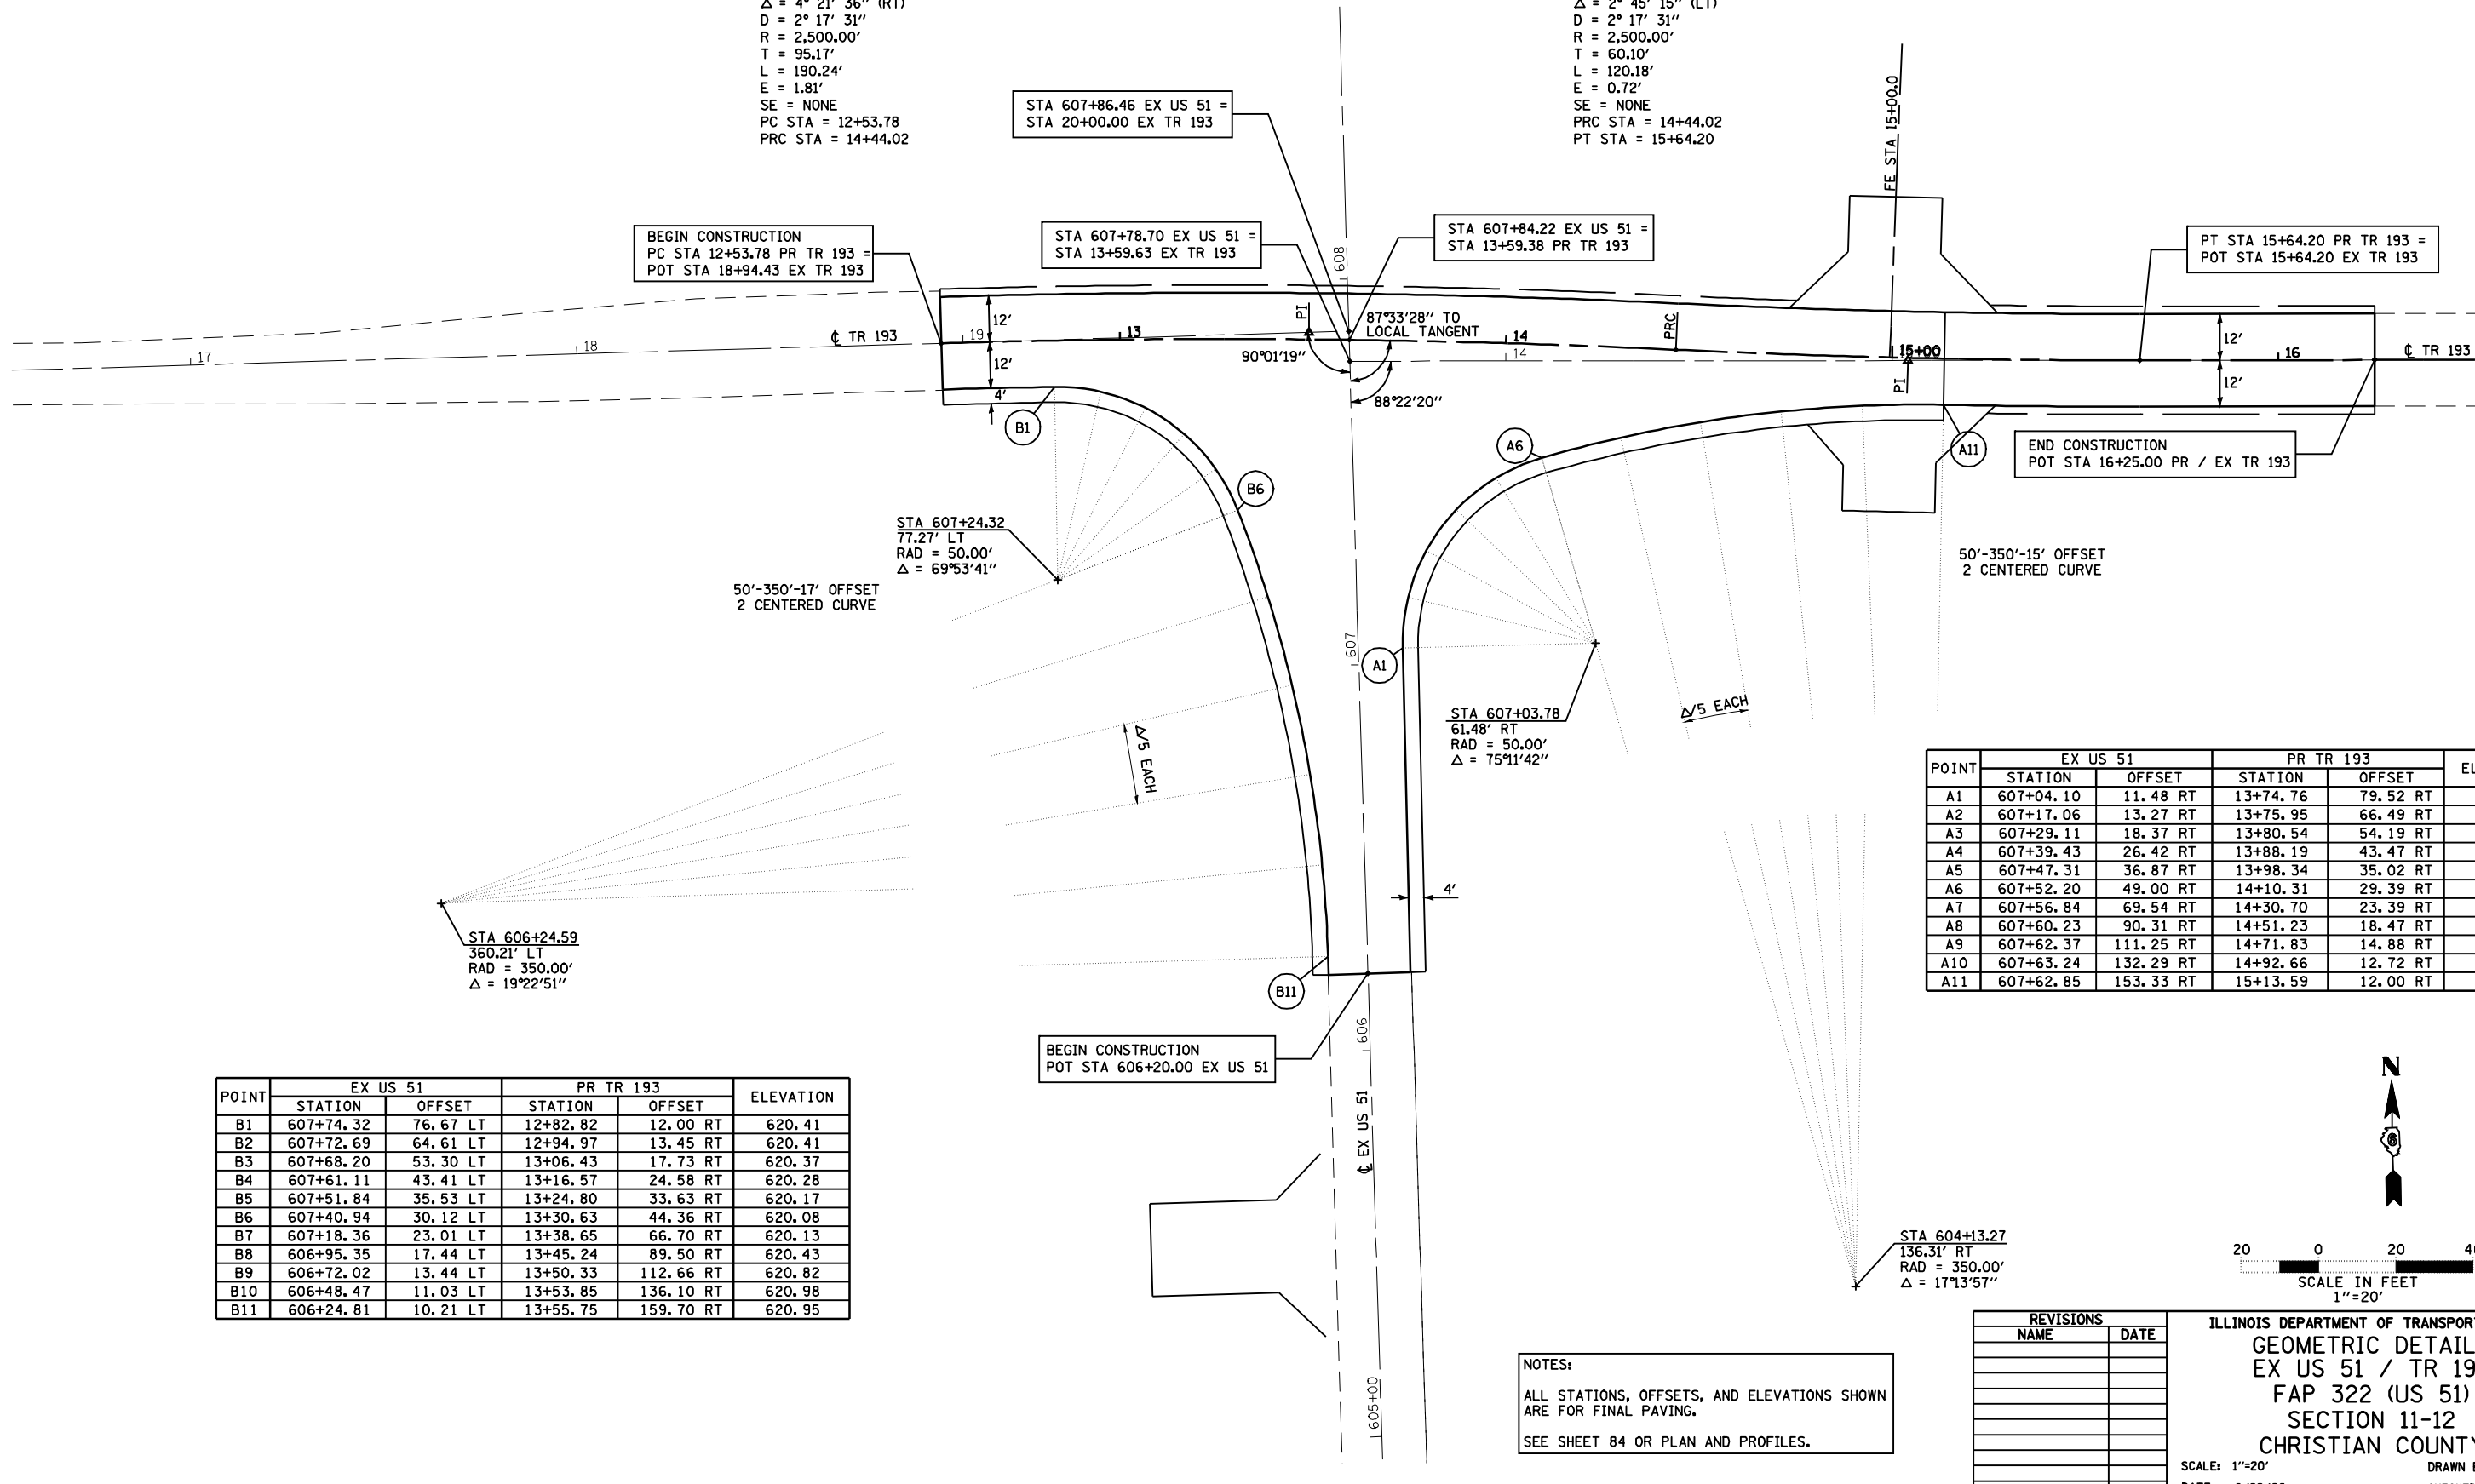 Δ = 4° 21' 36" (RT)
D = 2° 17' 31"
R = 2,500.00'
T = 95.17'
L = 190.24'
E = 1.81'
SE = NONE
PC STA = 12+53.78
PRC STA = 14+44.02
Δ = 2° 45' 15" (LT)
D = 2° 17' 31"
R = 2,500.00'
T = 60.10'
L = 120.18'
E = 0.72'
SE = NONE
PRC STA = 14+44.02
PT STA = 15+64.20
STA 607+86.46 EX US 51 =
STA 20+00.00 EX TR 193
FE STA 15+00.0
BEGIN CONSTRUCTION
PC STA 12+53.78 PR TR 193 =
POT STA 18+94.43 EX TR 193
STA 607+78.70 EX US 51 =
STA 13+59.63 EX TR 193
608
STA 607+84.22 EX US 51 =
STA 13+59.38 PR TR 193
PT STA 15+64.20 PR TR 193 =
POT STA 15+64.20 EX TR 193
17
18
℄ TR 193
19
12'
12'
4'
13
PI
87°33'28" TO
LOCAL TANGENT
90°01'19"
88°22'20"
14
14
PRC
15+00
PI
12'
12'
16
℄ TR 193
B1
B6
A6
A11
END CONSTRUCTION
POT STA 16+25.00 PR / EX TR 193
STA 607+24.32
77.27' LT
RAD = 50.00'
Δ = 69°53'41"
50'-350'-17' OFFSET
2 CENTERED CURVE
50'-350'-15' OFFSET
2 CENTERED CURVE
607
A1
STA 607+03.78
61.48' RT
RAD = 50.00'
Δ = 75°11'42"
Δ/5 EACH
Δ/5 EACH
4'
STA 606+24.59
360.21' LT
RAD = 350.00'
Δ = 19°22'51"
B11
606
BEGIN CONSTRUCTION
POT STA 606+20.00 EX US 51
℄ EX US 51
605+00
POINT EX US 51 PR TR 193
STATION OFFSET STATION OFFSET
A1 607+04.10 11.48 RT 13+74.76 79.52 RT
A2 607+17.06 13.27 RT 13+75.95 66.49 RT
A3 607+29.11 18.37 RT 13+80.54 54.19 RT
A4 607+39.43 26.42 RT 13+88.19 43.47 RT
A5 607+47.31 36.87 RT 13+98.34 35.02 RT
A6 607+52.20 49.00 RT 14+10.31 29.39 RT
A7 607+56.84 69.54 RT 14+30.70 23.39 RT
A8 607+60.23 90.31 RT 14+51.23 18.47 RT
A9 607+62.37 111.25 RT 14+71.83 14.88 RT
A10 607+63.24 132.29 RT 14+92.66 12.72 RT
A11 607+62.85 153.33 RT 15+13.59 12.00 RT
POINT EX US 51 PR TR 193 ELEVATION
STATION OFFSET STATION OFFSET
B1 607+74.32 76.67 LT 12+82.82 12.00 RT 620.41
B2 607+72.69 64.61 LT 12+94.97 13.45 RT 620.41
B3 607+68.20 53.30 LT 13+06.43 17.73 RT 620.37
B4 607+61.11 43.41 LT 13+16.57 24.58 RT 620.28
B5 607+51.84 35.53 LT 13+24.80 33.63 RT 620.17
B6 607+40.94 30.12 LT 13+30.63 44.36 RT 620.08
B7 607+18.36 23.01 LT 13+38.65 66.70 RT 620.13
B8 606+95.35 17.44 LT 13+45.24 89.50 RT 620.43
B9 606+72.02 13.44 LT 13+50.33 112.66 RT 620.82
B10 606+48.47 11.03 LT 13+53.85 136.10 RT 620.98
B11 606+24.81 10.21 LT 13+55.75 159.70 RT 620.95
N
STA 604+13.27
136.31' RT
RAD = 350.00'
Δ = 17°13'57"
20 0 20
SCALE IN FEET
1"=20'
NOTES:
ALL STATIONS, OFFSETS, AND ELEVATIONS SHOWN
ARE FOR FINAL PAVING.
SEE SHEET 84 OR PLAN AND PROFILES.
REVISIONS
NAME DATE
ILLINOIS DEPARTMENT OF TRANSPOR
GEOMETRIC DETAIL
EX US 51 / TR 19
FAP 322 (US 51)
SECTION 11-12
CHRISTIAN COUNTY
SCALE: 1"=20' DRAWN